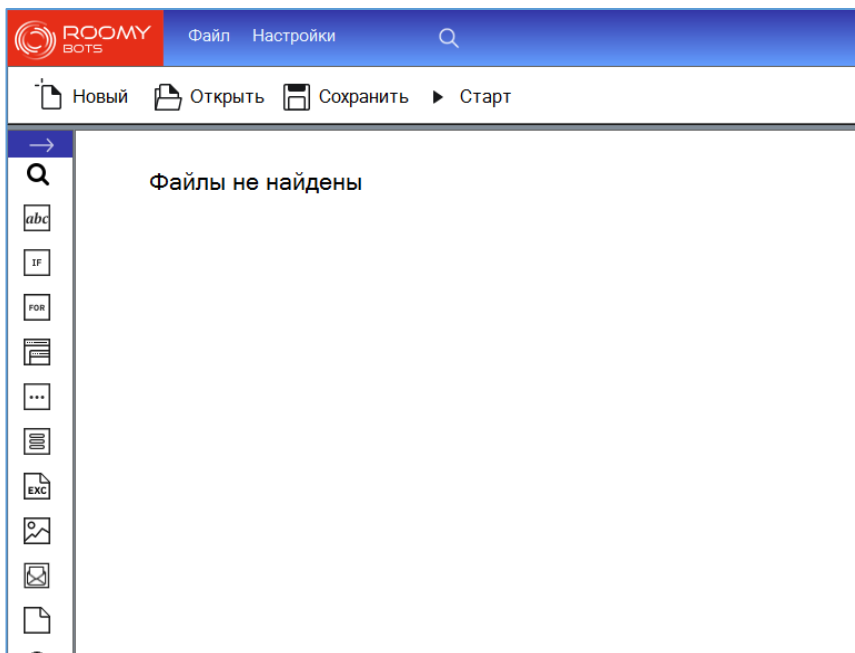 ROOMY
BOTS
Файл Настройки
Новый Открыть Сохранить Старт
Файлы не найдены
abc
IF
FOR
EXC